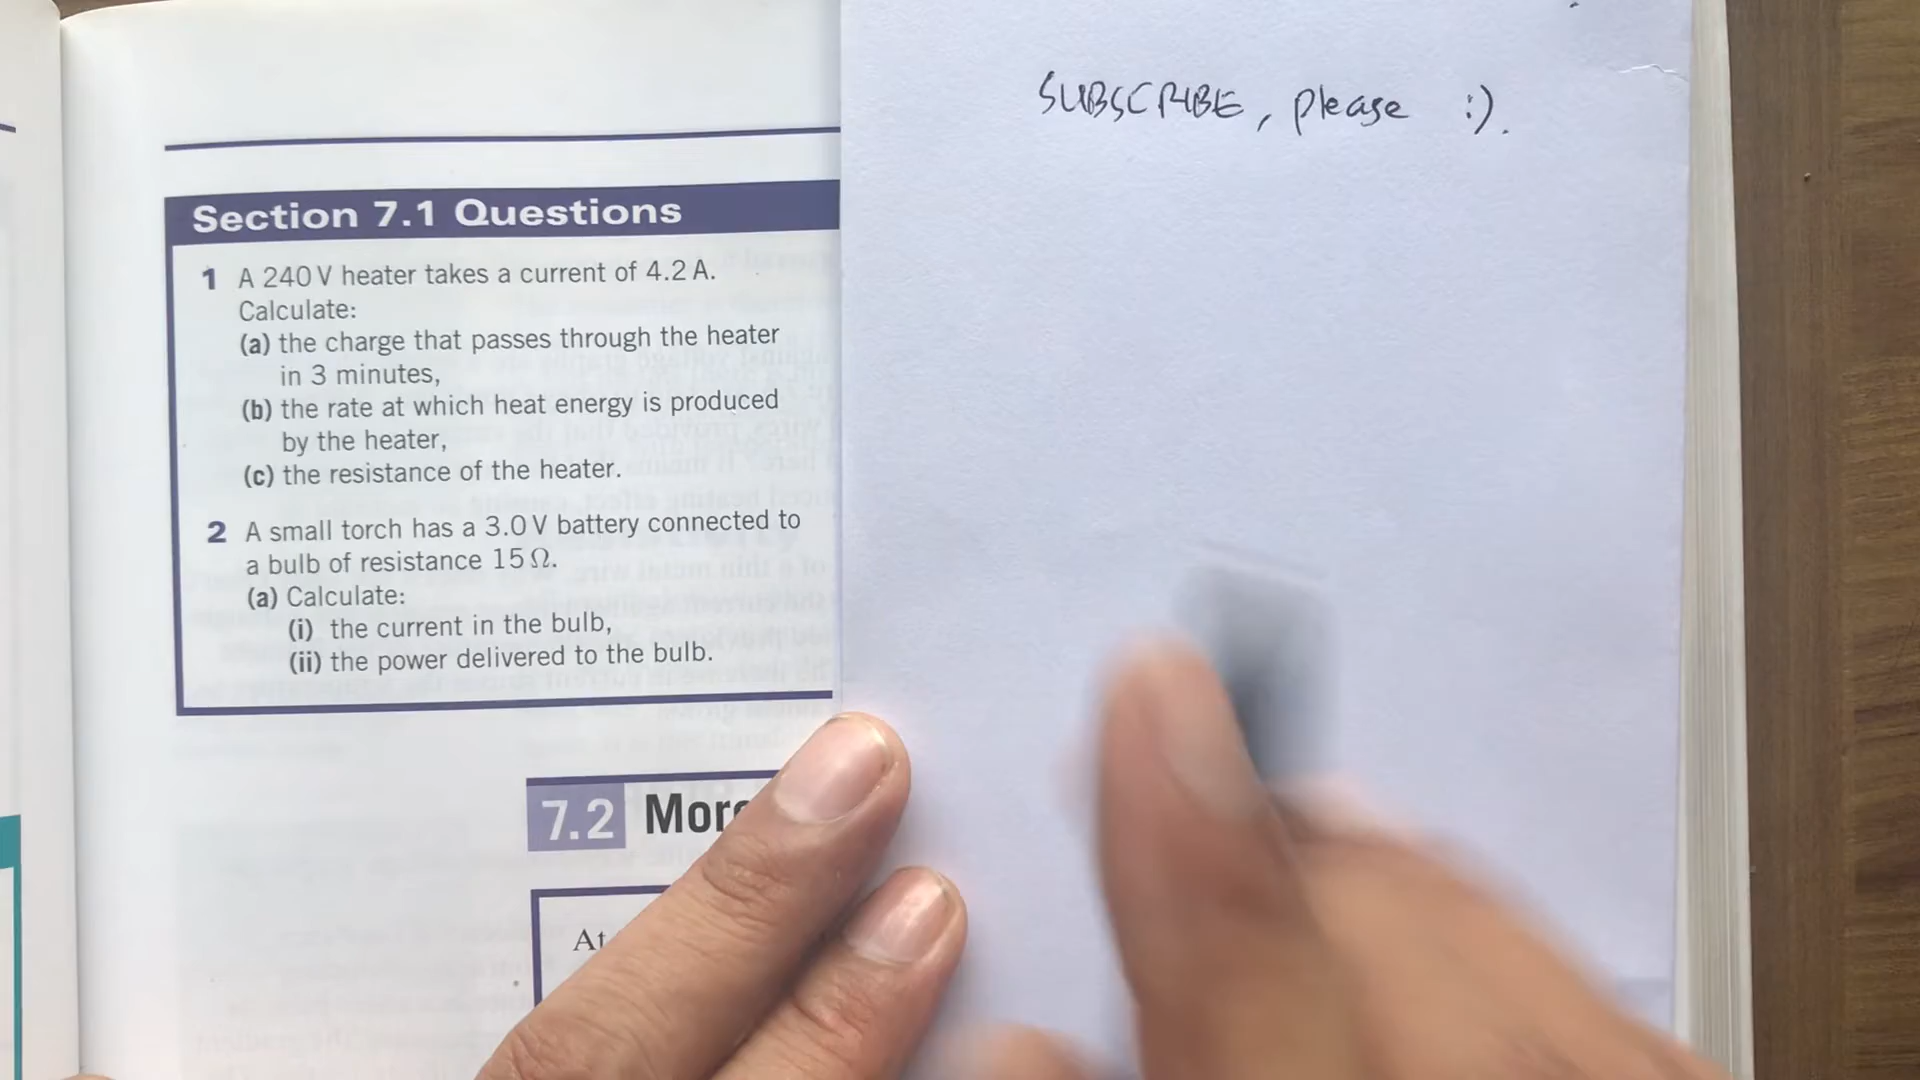 SUBSCRIBE, please :).
Section 7.1 Questions
1 A 240 V heater takes a current of 4.2 A.
Calculate:
(a) the charge that passes through the heater
in 3 minutes,
(b) the rate at which heat energy is produced
by the heater,
(c) the resistance of the heater.
2 A small torch has a 3.0 V battery connected to
a bulb of resistance 15 Ω.
(a) Calculate:
(i) the current in the bulb,
(ii) the power delivered to the bulb.
7.2
At